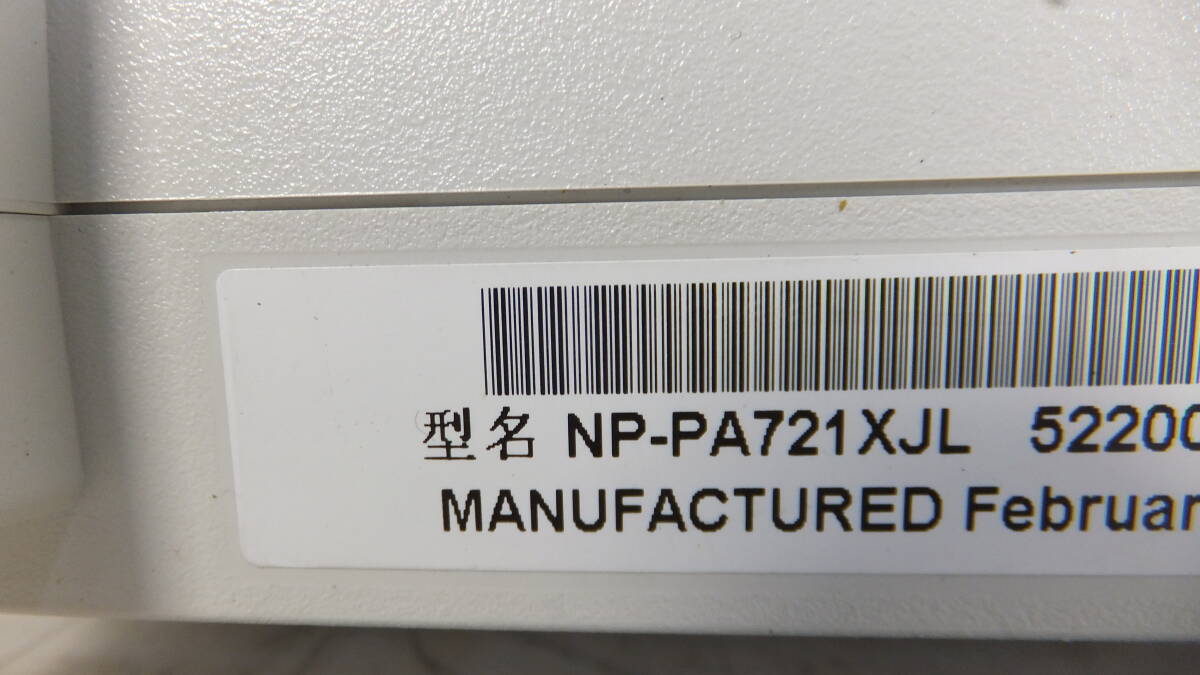 型名 NP-PA721XJL 52200
MANUFACTURED Februar